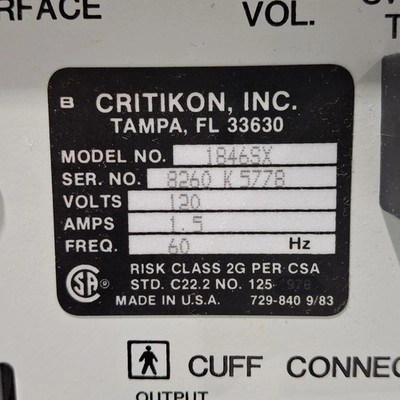 RFACE
VOL.
B CRITIKON, INC.
TAMPA, FL 33630
MODEL NO. 1846SX
SER. NO. 8260 K5778
VOLTS 120
AMPS 1.5
FREQ. 60 Hz
CSA ®
RISK CLASS 2G PER CSA
STD. C22.2 NO. 125-
MADE IN U.S.A. 729-840 9/83
CUFF CONNEC
OUTPUT